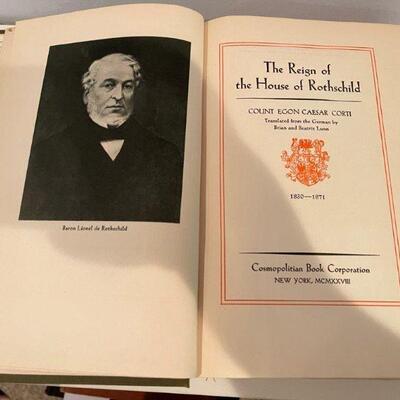 Baron Lionel de Rothschild
The Reign of
the House of Rothschild
COUNT EGON CAESAR CORTI
Translated from the German by
Brian and Beatrix Lunn
1830—1871
Cosmopolitan Book Corporation
NEW YORK, MCMXXVIII